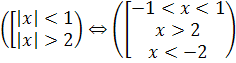 ([|x| < 1
|x| > 2) ⇔ ([−1 < x < 1
x > 2
x < −2)